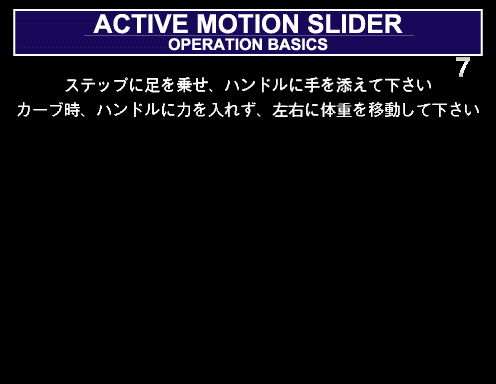 ACTIVE MOTION SLIDER
OPERATION BASICS
7
ステップに足を乗せ、ハンドルに手を添えて下さい
カーブ時、ハンドルに力を入れず、左右に体重を移動して下さい